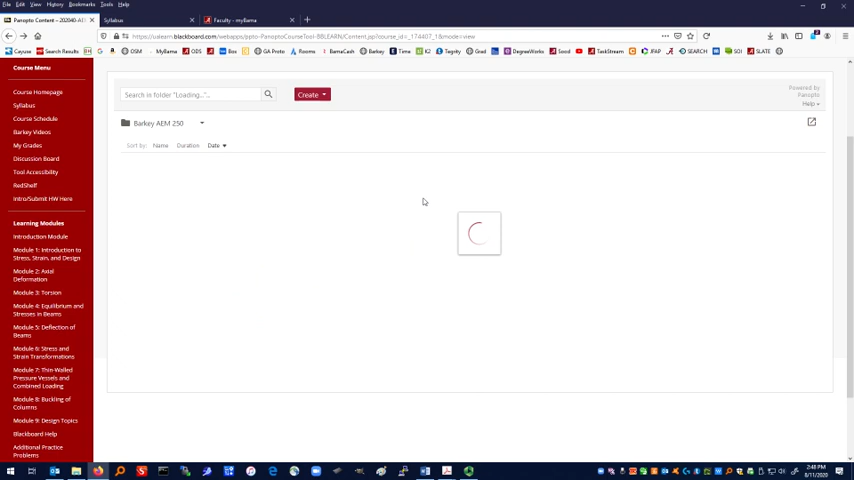 File Edit View History Bookmarks Tools Help
Panopto Content – 202040-AE
Syllabus
Faculty – myBama
https://ualearn.blackboard.com/webapps/ppto-PanoptoCourseTool-BBLEARN/Content.jsp?course_id=_174407_1&mode=view
Cayuse Search Results OSM MyBama ODS Box GA Proto Rooms BamaCash Barkey Time K2 Tegrity Grad DegreeWorks Sood TaskStream JFAP SEARCH SOI SLATE
Course Menu
Course Homepage
Syllabus
Course Schedule
Barkey Videos
My Grades
Discussion Board
Tool Accessibility
RedShelf
Intro/Submit HW Here
Learning Modules
Introduction Module
Module 1: Introduction to
Stress, Strain, and Design
Module 2: Axial
Deformation
Module 3: Torsion
Module 4: Equilibrium and
Stresses in Beams
Module 5: Deflection of
Beams
Module 6: Stress and
Strain Transformations
Module 7: Thin-Walled
Pressure Vessels and
Combined Loading
Module 8: Buckling of
Columns
Module 9: Design Topics
Blackboard Help
Additional Practice
Problems
Search in folder "Loading..."...
Create
Powered by
Panopto
Help
Barkey AEM 250
Sort by: Name Duration Date
2:48 PM
6/11/2020